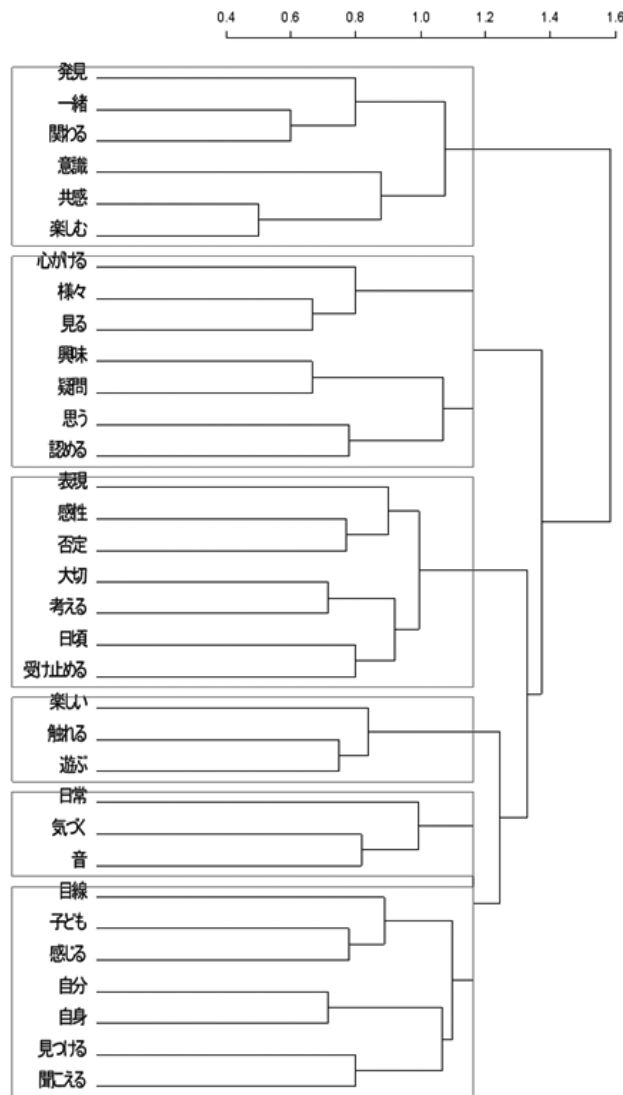 0.4 0.6 0.8 1.0 1.2 1.4 1.6
発見
一緒
関わる
意識
共感
楽しむ
心がける
様々
見る
興味
疑問
思う
認める
表現
感性
否定
大切
考える
日頃
受け止める
楽しい
触れる
遊ぶ
日常
気づく
音
目線
子ども
感じる
自分
自身
見つける
聞こえる